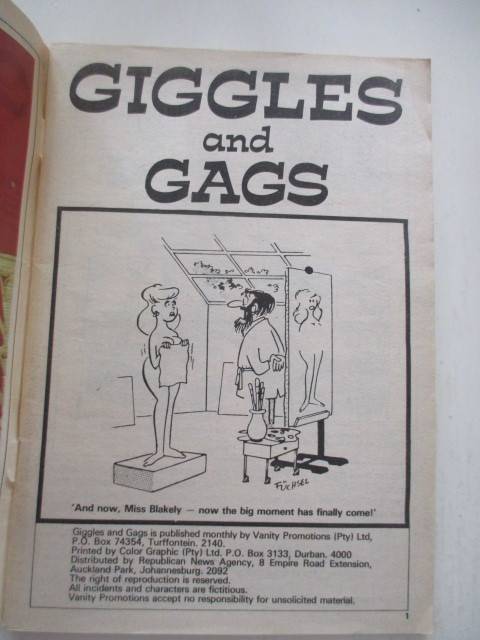 GIGGLES
and
GAGS
FÜCHSEL
'And now, Miss Blakely — now the big moment has finally come!'
Giggles and Gags is published monthly by Vanity Promotions (Pty) Ltd,
P.O. Box 74354, Turffontein. 2140.
Printed by Color Graphic (Pty) Ltd. P.O. Box 3133, Durban. 4000
Distributed by Republican News Agency, 8 Empire Road Extension,
Auckland Park, Johannesburg. 2092
The right of reproduction is reserved.
All incidents and characters are fictitious.
Vanity Promotions accept no responsibility for unsolicited material.
1